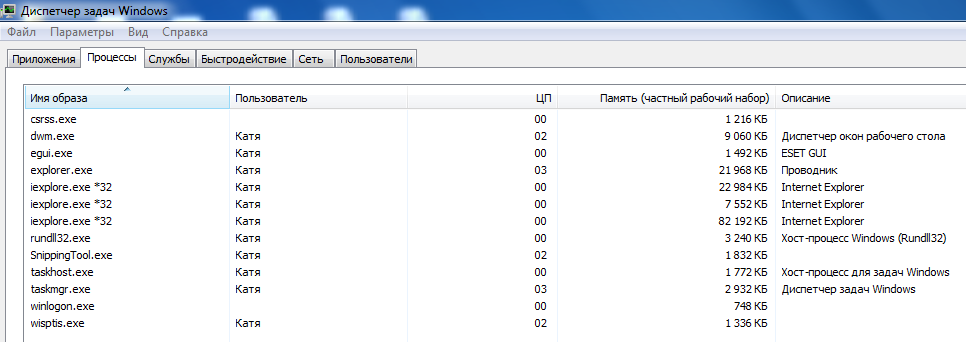 Диспетчер задач Windows
Файл Параметры Вид Справка
Приложения Процессы Службы Быстродействие Сеть Пользователи
Имя образа Пользователь ЦП Память (частный рабочий набор) Описание
csrss.exe 00 1 216 КБ
dwm.exe Катя 02 9 060 КБ Диспетчер окон рабочего стола
egui.exe Катя 00 1 492 КБ ESET GUI
explorer.exe Катя 03 21 968 КБ Проводник
iexplore.exe *32 Катя 00 22 984 КБ Internet Explorer
iexplore.exe *32 Катя 00 7 552 КБ Internet Explorer
iexplore.exe *32 Катя 00 82 192 КБ Internet Explorer
rundll32.exe Катя 00 3 240 КБ Хост-процесс Windows (Rundll32)
SnippingTool.exe Катя 02 1 832 КБ
taskhost.exe Катя 00 1 772 КБ Хост-процесс для задач Windows
taskmgr.exe Катя 03 2 932 КБ Диспетчер задач Windows
winlogon.exe 00 748 КБ
wisptis.exe Катя 02 1 336 КБ